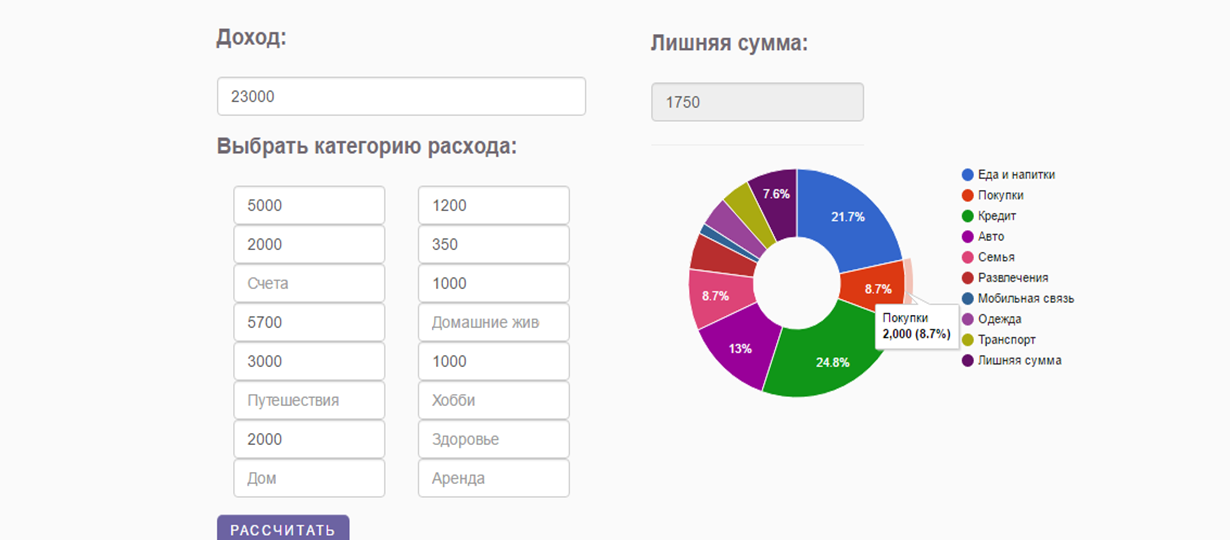 Доход:
23000
Выбрать категорию расхода:
5000
1200
2000
350
Счета
1000
5700
Домашние жив
3000
1000
Путешествия
Хобби
2000
Здоровье
Дом
Аренда
РАССЧИТАТЬ
Лишняя сумма:
1750
7.6%
21.7%
8.7%
8.7%
13%
24.8%
Покупки
2,000 (8.7%)
Еда и напитки
Покупки
Кредит
Авто
Семья
Развлечения
Мобильная связь
Одежда
Транспорт
Лишняя сумма